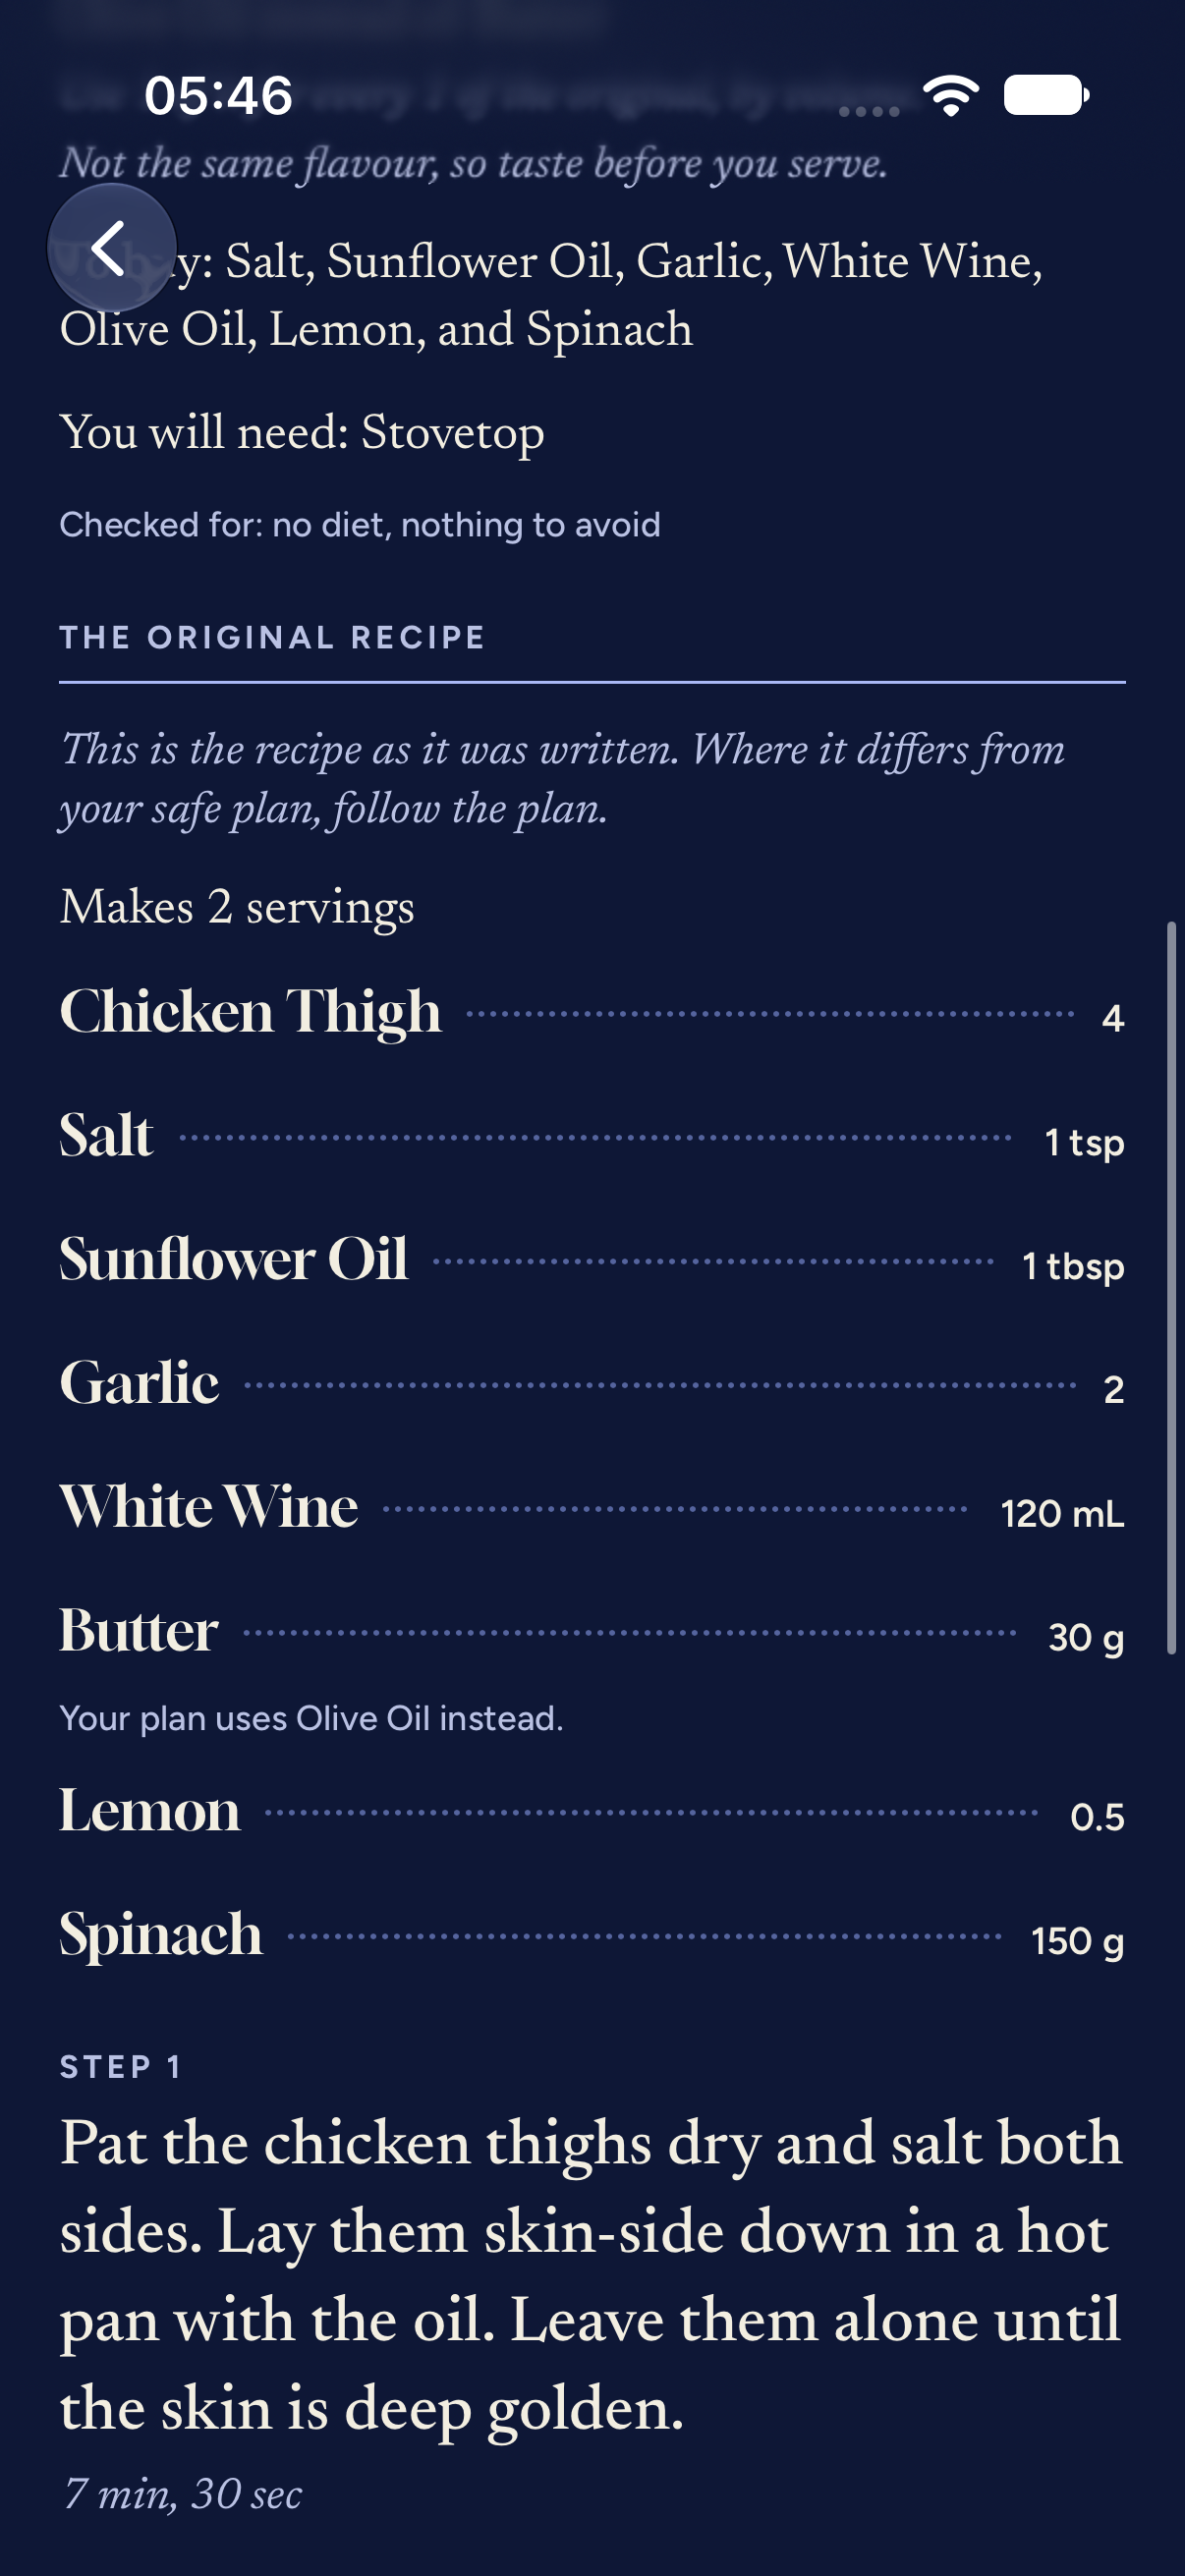 05:46
Not the same flavour, so taste before you serve.
To buy: Salt, Sunflower Oil, Garlic, White Wine,
Olive Oil, Lemon, and Spinach
You will need: Stovetop
Checked for: no diet, nothing to avoid
THE ORIGINAL RECIPE
This is the recipe as it was written. Where it differs from
your safe plan, follow the plan.
Makes 2 servings
Chicken Thigh 4
Salt 1 tsp
Sunflower Oil 1 tbsp
Garlic 2
White Wine 120 mL
Butter 30 g
Your plan uses Olive Oil instead.
Lemon 0.5
Spinach 150 g
STEP 1
Pat the chicken thighs dry and salt both
sides. Lay them skin-side down in a hot
pan with the oil. Leave them alone until
the skin is deep golden.
7 min, 30 sec